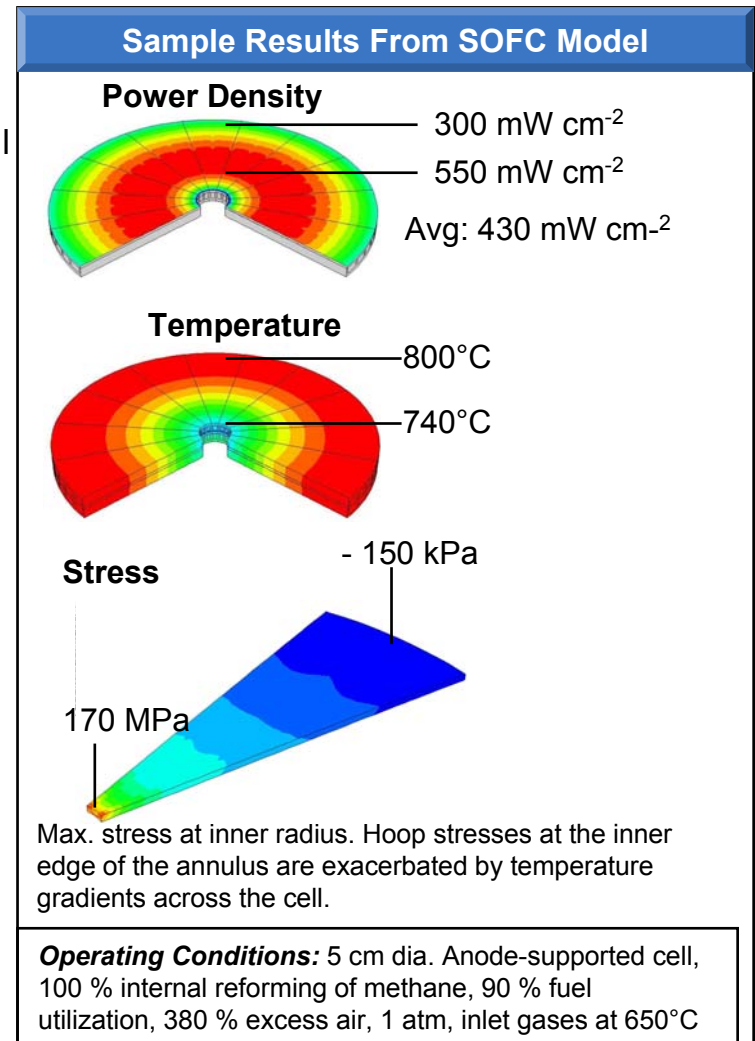 Sample Results From SOFC Model
Power Density
300 mW cm-2
l
550 mW cm-2
Avg: 430 mW cm-2
Temperature
800°C
740°C
- 150 kPa
Stress
170 MPa
Max. stress at inner radius. Hoop stresses at the inner
edge of the annulus are exacerbated by temperature
gradients across the cell.
Operating Conditions: 5 cm dia. Anode-supported cell,
100 % internal reforming of methane, 90 % fuel
utilization, 380 % excess air, 1 atm, inlet gases at 650°C